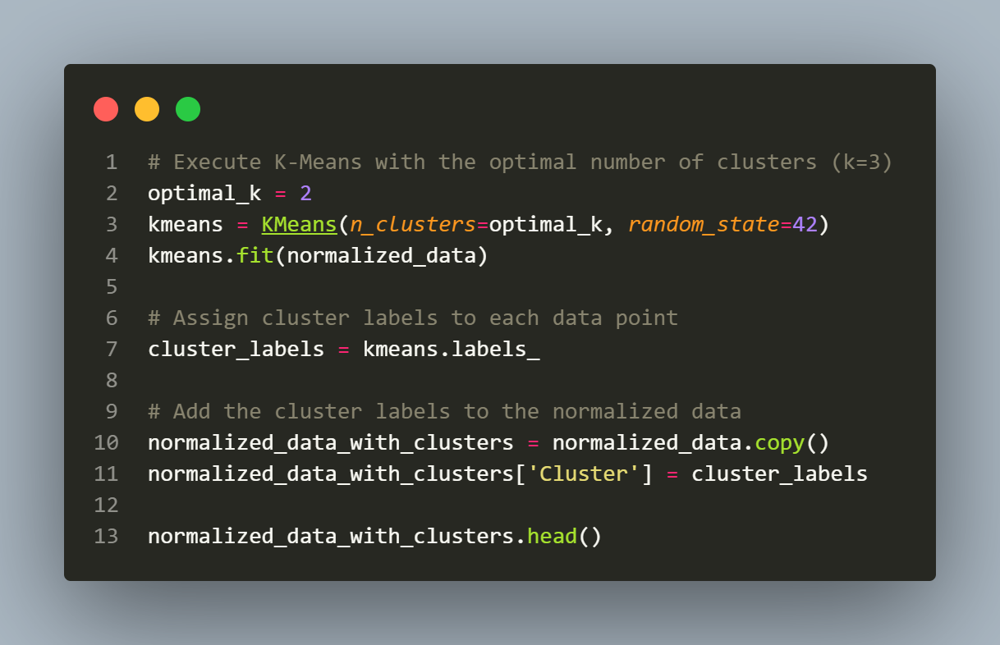 1 # Execute K-Means with the optimal number of clusters (k=3)
2 optimal_k = 2
3 kmeans = KMeans(n_clusters=optimal_k, random_state=42)
4 kmeans.fit(normalized_data)
5
6 # Assign cluster labels to each data point
7 cluster_labels = kmeans.labels_
8
9 # Add the cluster labels to the normalized data
10 normalized_data_with_clusters = normalized_data.copy()
11 normalized_data_with_clusters['Cluster'] = cluster_labels
12
13 normalized_data_with_clusters.head()